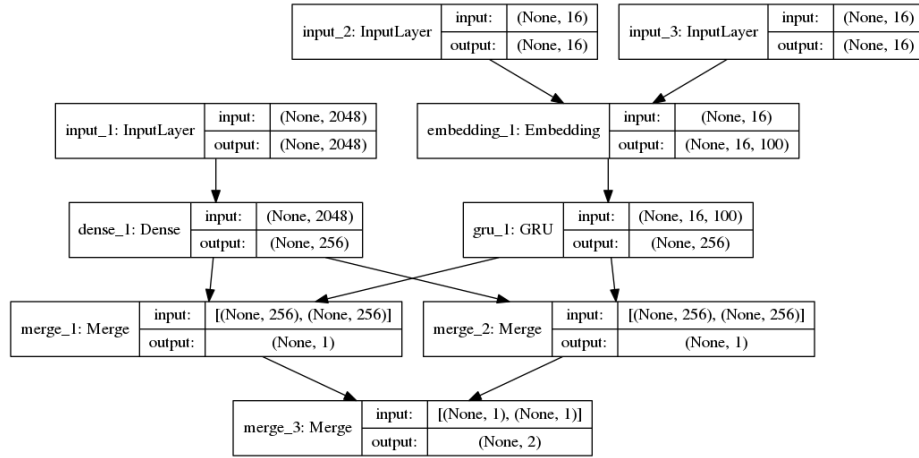 input_2: InputLayer input: (None, 16) output: (None, 16)
input_3: InputLayer input: (None, 16) output: (None, 16)
input_1: InputLayer input: (None, 2048) output: (None, 2048)
embedding_1: Embedding input: (None, 16) output: (None, 16, 100)
dense_1: Dense input: (None, 2048) output: (None, 256)
gru_1: GRU input: (None, 16, 100) output: (None, 256)
merge_1: Merge input: [(None, 256), (None, 256)] output: (None, 1)
merge_2: Merge input: [(None, 256), (None, 256)] output: (None, 1)
merge_3: Merge input: [(None, 1), (None, 1)] output: (None, 2)